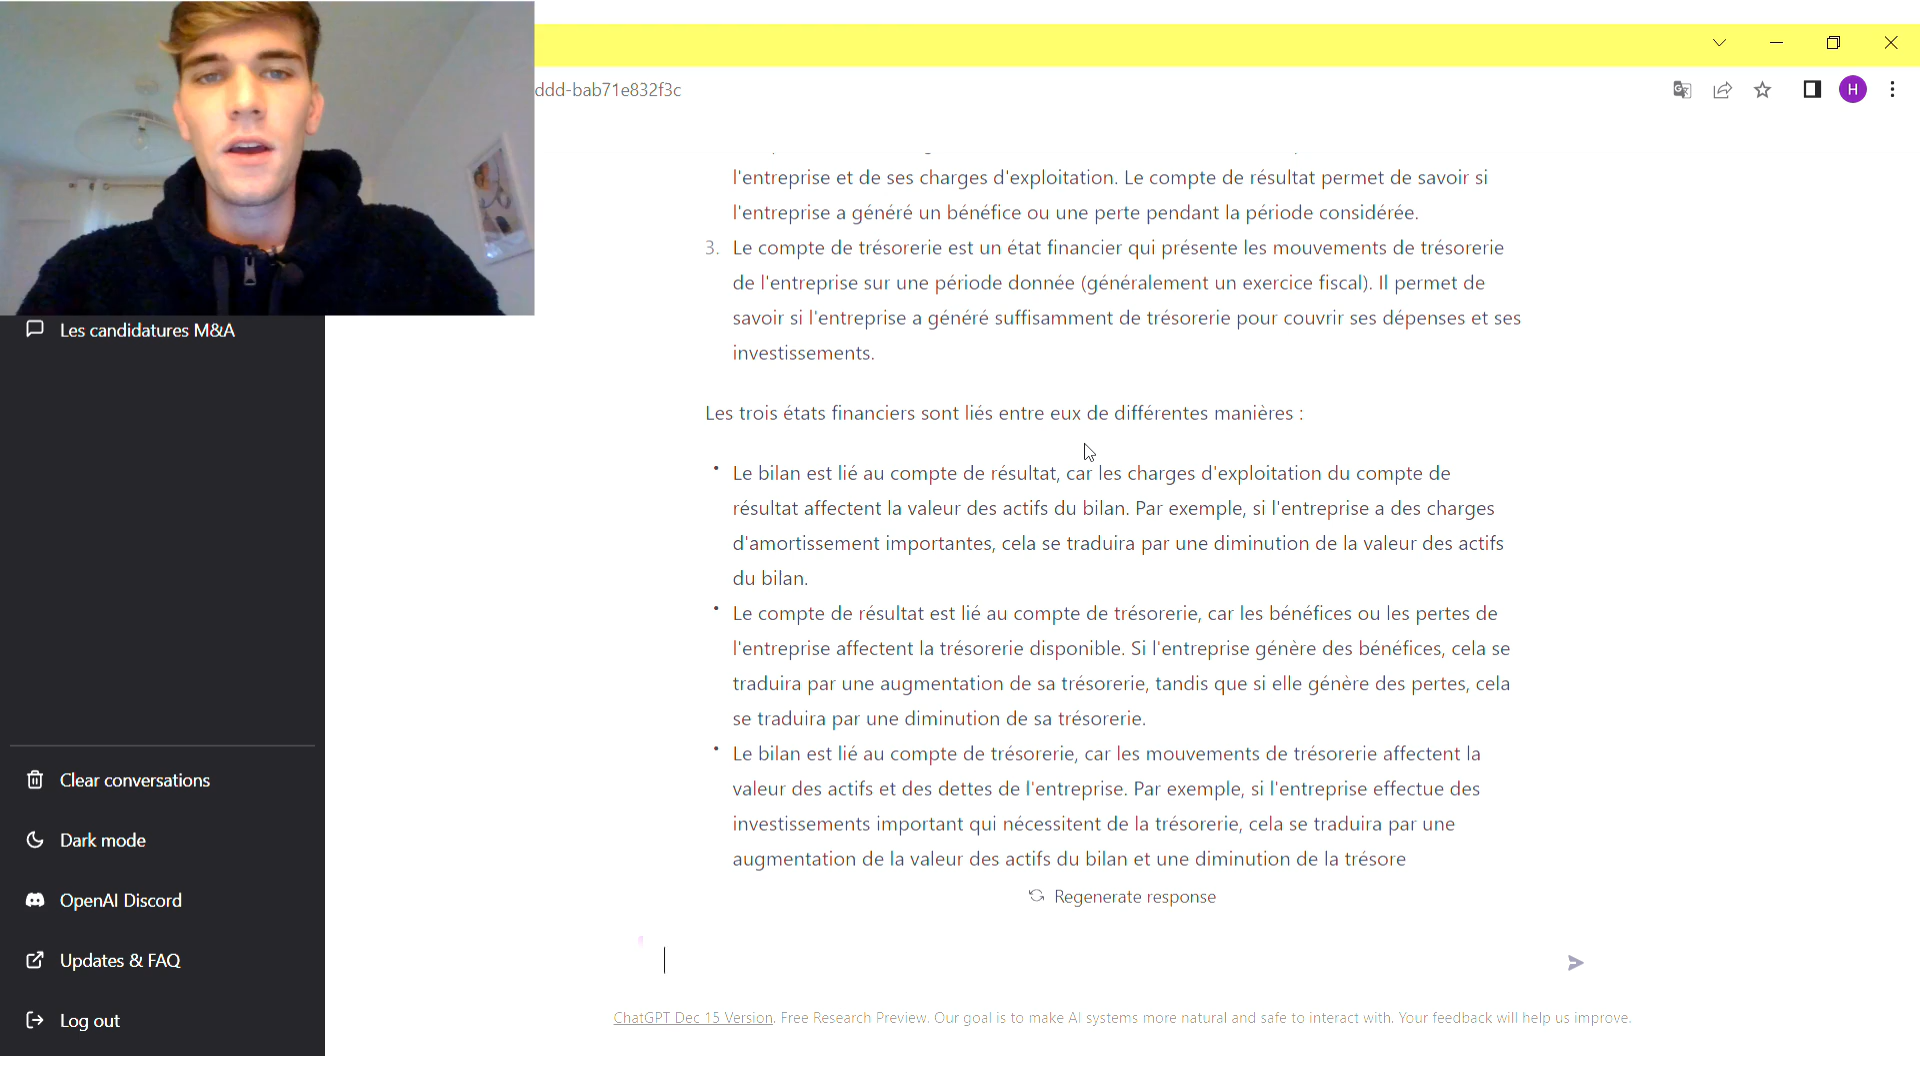 ddd-bab71e832f3c
H
l'entreprise et de ses charges d'exploitation. Le compte de résultat permet de savoir si
l'entreprise a généré un bénéfice ou une perte pendant la période considérée.
3. Le compte de trésorerie est un état financier qui présente les mouvements de trésorerie
de l'entreprise sur une période donnée (généralement un exercice fiscal). Il permet de
savoir si l'entreprise a généré suffisamment de trésorerie pour couvrir ses dépenses et ses
investissements.
Les trois états financiers sont liés entre eux de différentes manières :
• Le bilan est lié au compte de résultat, car les charges d'exploitation du compte de
résultat affectent la valeur des actifs du bilan. Par exemple, si l'entreprise a des charges
d'amortissement importantes, cela se traduira par une diminution de la valeur des actifs
du bilan.
• Le compte de résultat est lié au compte de trésorerie, car les bénéfices ou les pertes de
l'entreprise affectent la trésorerie disponible. Si l'entreprise génère des bénéfices, cela se
traduira par une augmentation de sa trésorerie, tandis que si elle génère des pertes, cela
se traduira par une diminution de sa trésorerie.
• Le bilan est lié au compte de trésorerie, car les mouvements de trésorerie affectent la
valeur des actifs et des dettes de l'entreprise. Par exemple, si l'entreprise effectue des
investissements important qui nécessitent de la trésorerie, cela se traduira par une
augmentation de la valeur des actifs du bilan et une diminution de la trésore
Regenerate response
ChatGPT Dec 15 Version. Free Research Preview. Our goal is to make AI systems more natural and safe to interact with. Your feedback will help us improve.
Les candidatures M&A
Clear conversations
Dark mode
OpenAI Discord
Updates & FAQ
Log out